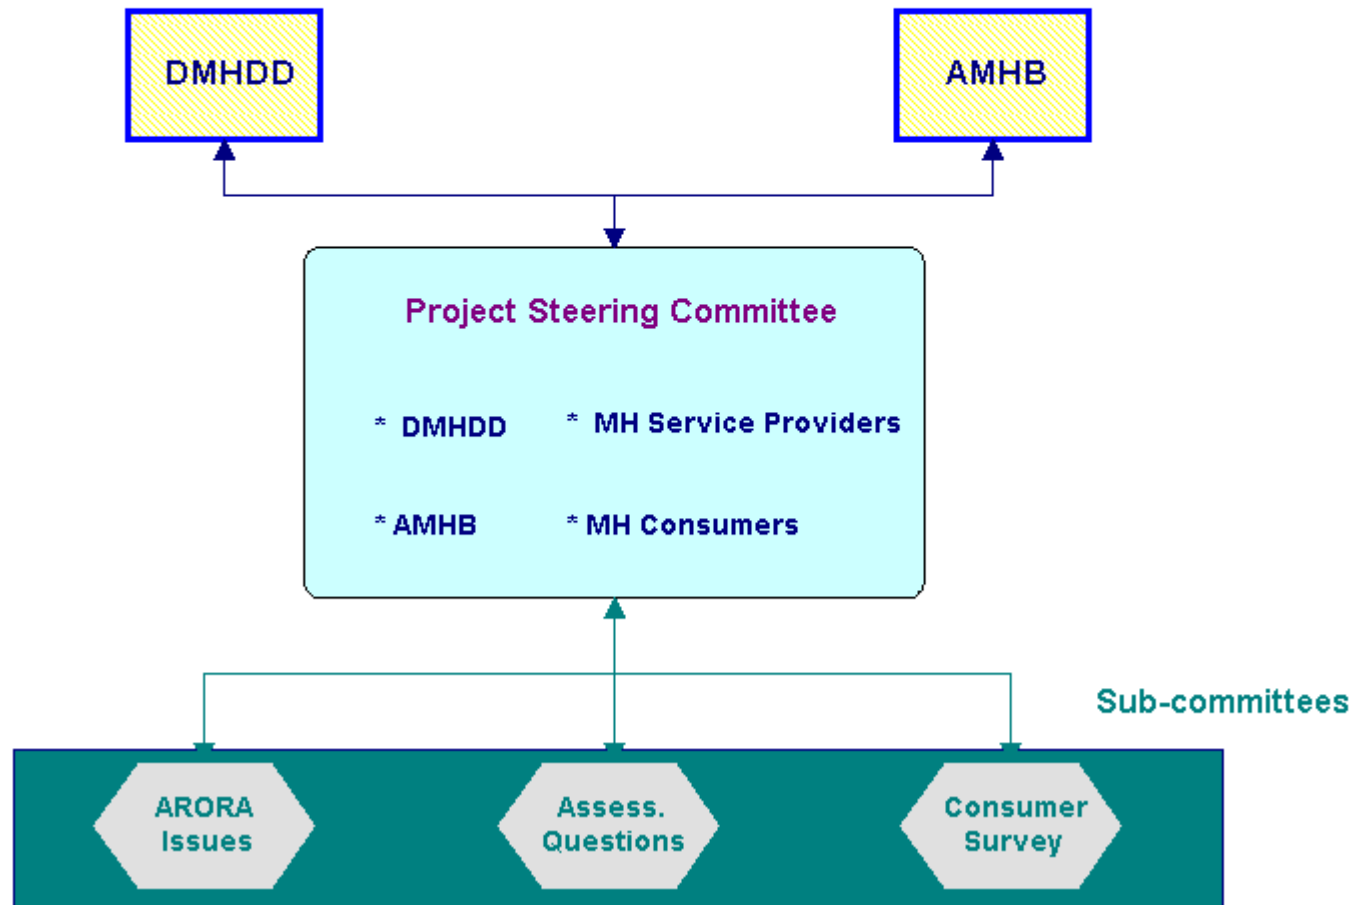 DMHDD
AMHB
Project Steering Committee
* DMHDD
* MH Service Providers
* AMHB
* MH Consumers
Sub-committees
ARORA
Issues
Assess.
Questions
Consumer
Survey